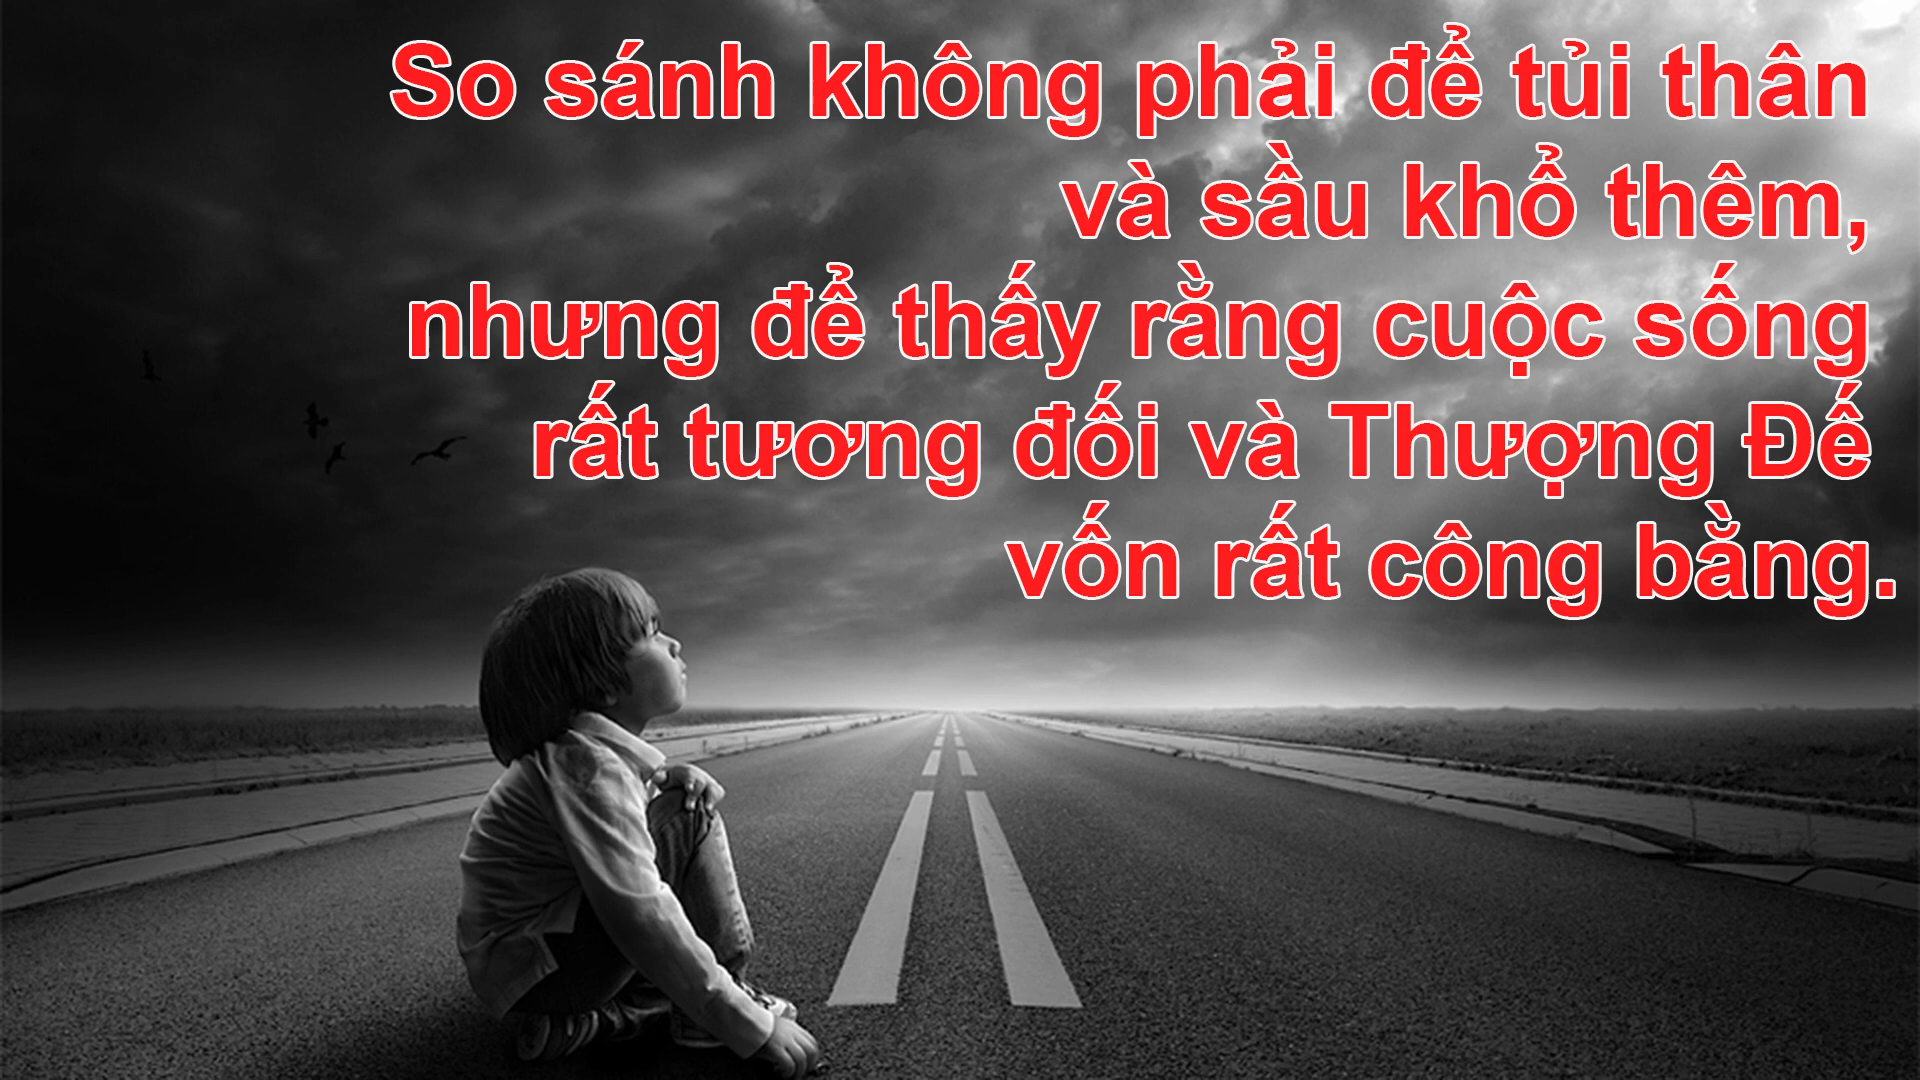 So sánh không phải để tủi thân
và sầu khổ thêm,
nhưng để thấy rằng cuộc sống
rất tương đối và Thượng Đế
vốn rất công bằng.